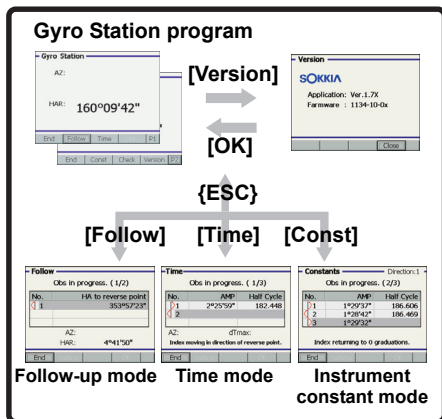 Gyro Station program
Gyro Station
AZ:
HAR: 160°09'42"
End Follow Time P1
End Const Check Version P2
[Version]
[OK]
Version
SOKKIA
Application: Ver.1.7X
Farmware : 1134-10-0x
Close
{ESC}
[Follow] [Time] [Const]
Follow
Obs in progress. ( 1/2)
No. HA to reverse point
1 353°57'23"
AZ:
HAR: 4°41'50"
End
Follow-up mode
Time
Obs in progress. ( 1/3)
No. AMP Half Cycle
1 2°25'59" 182.448
2
AZ: dTmax:
Index moving in direction of reverse point.
End
Time mode
Constants Direction:1
Obs in progress. (2/3)
No. AMP Half Cycle
1 1°29'37" 186.606
2 1°28'42" 186.469
3 1°29'32"
Index returning to 0 graduations.
End
Instrument
constant mode